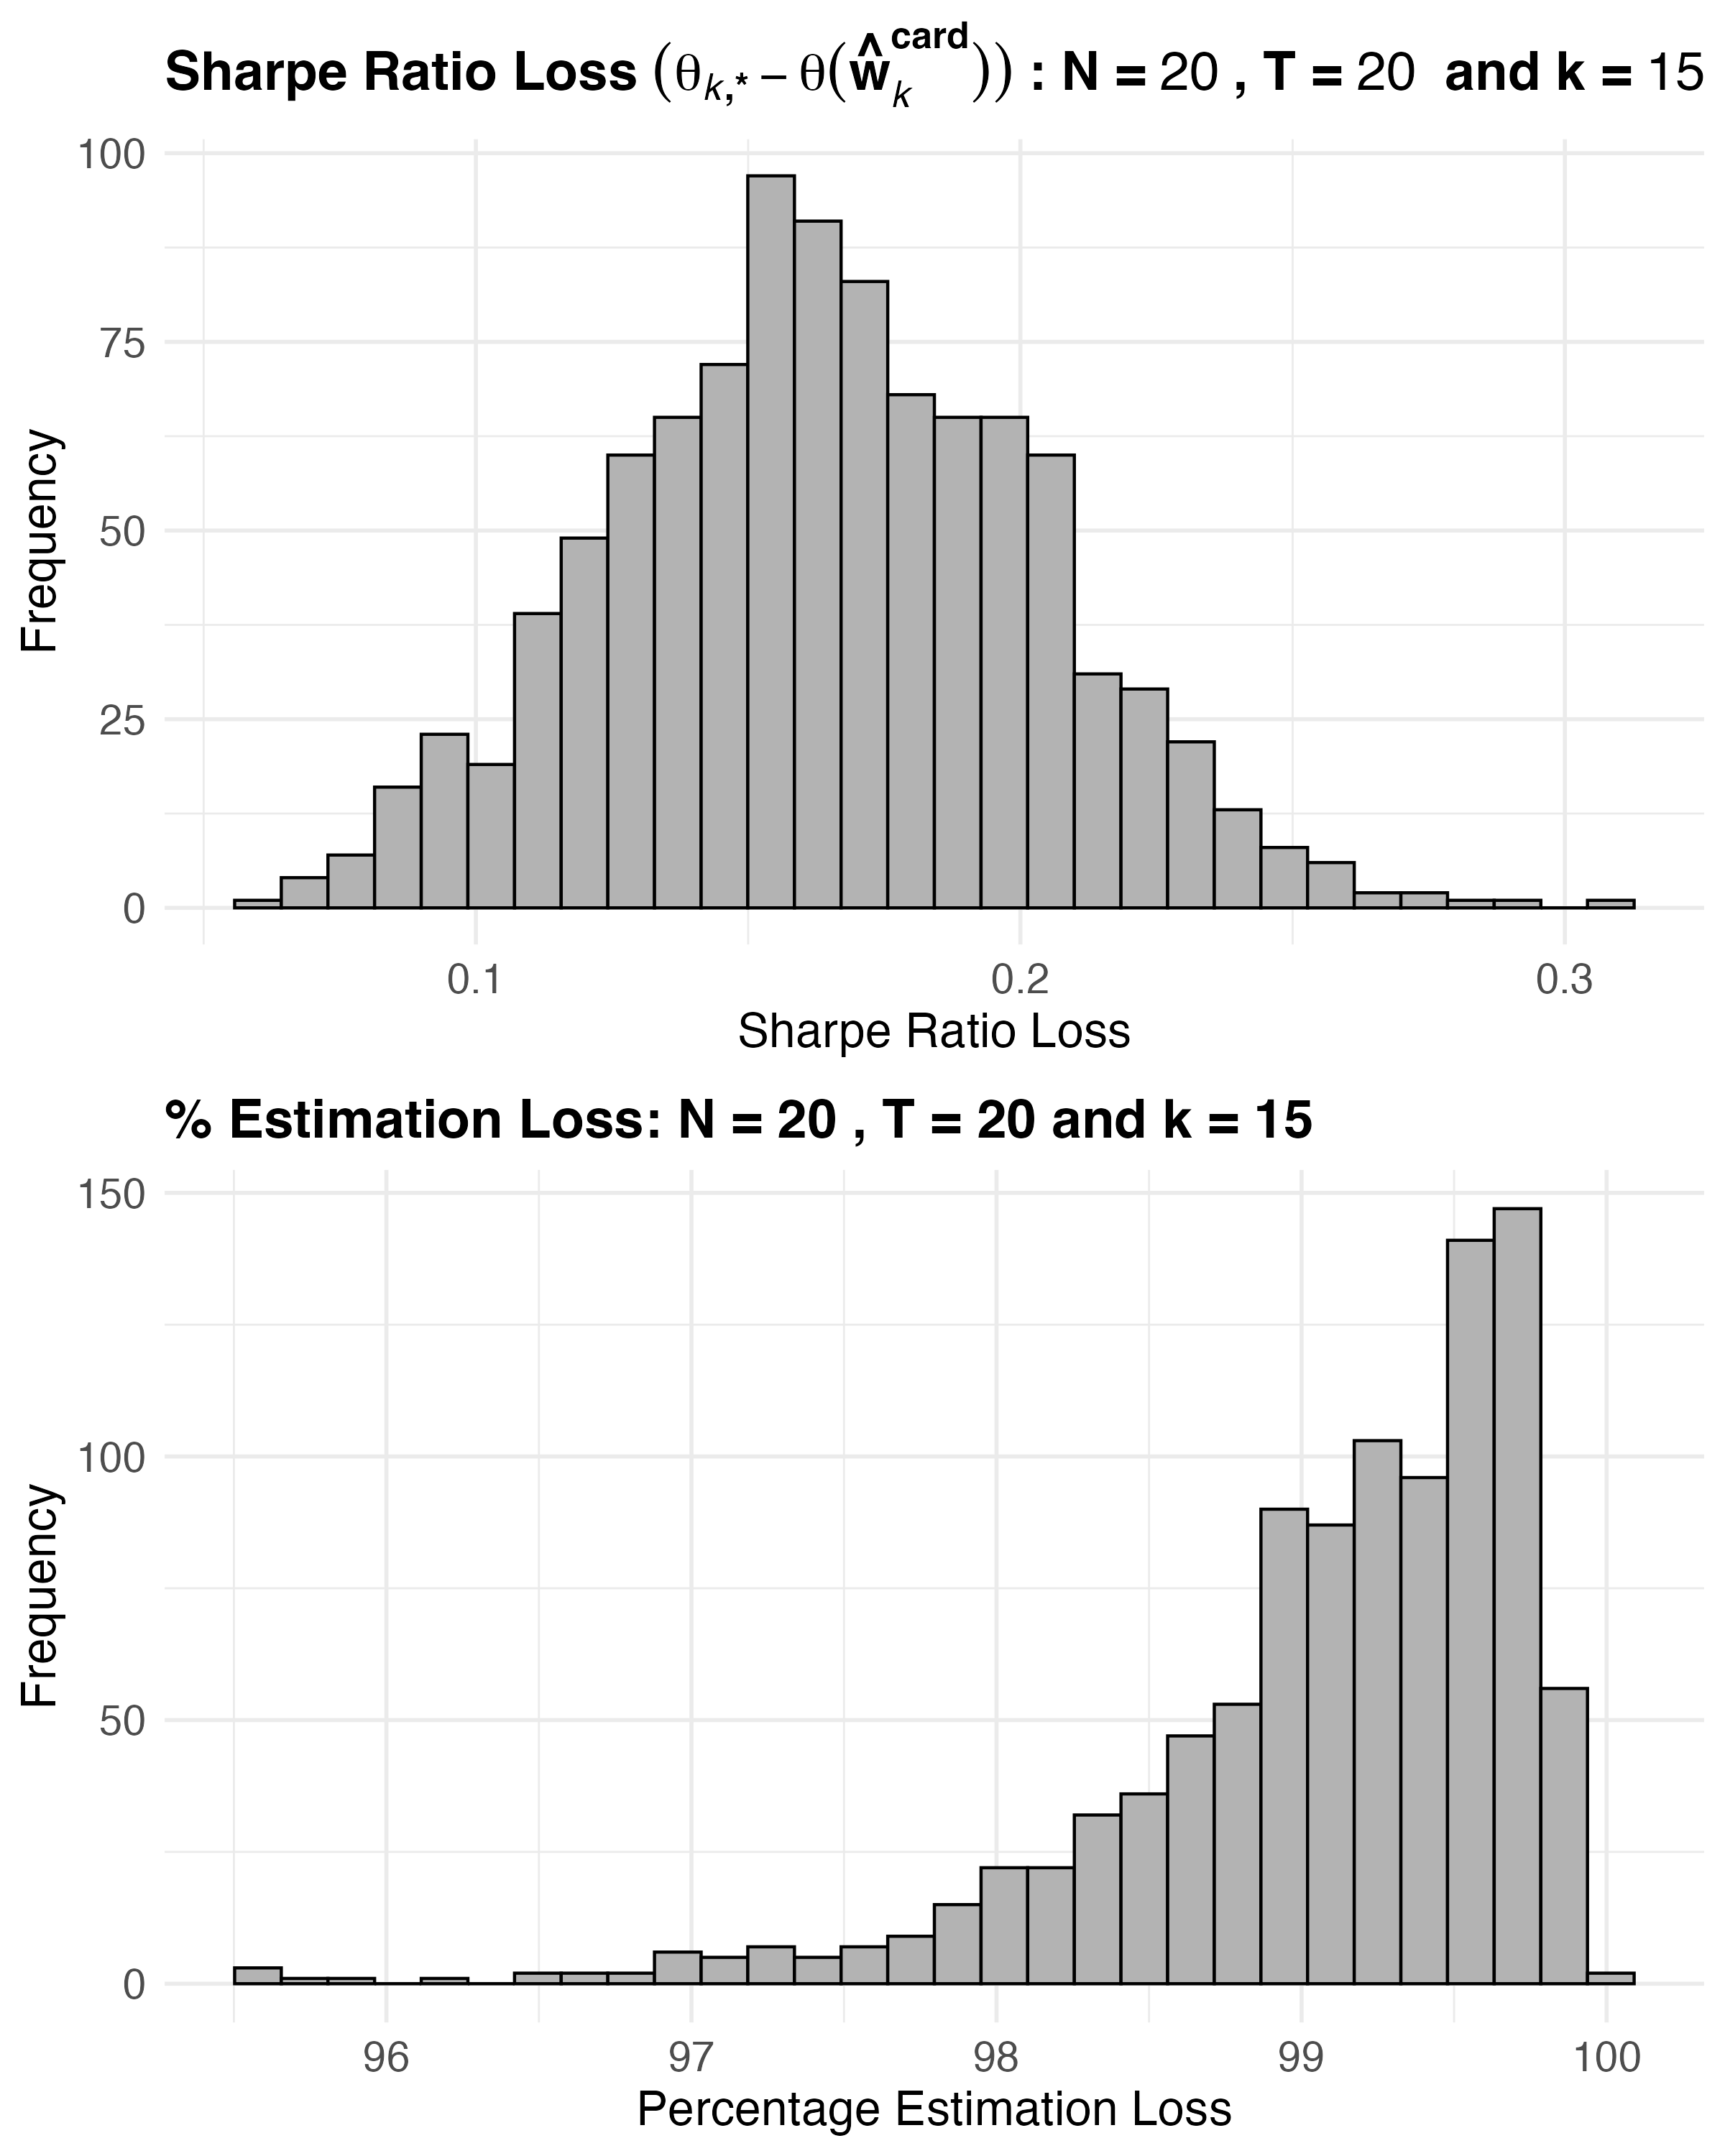 Sharpe Ratio Loss (θk,* − θ(ŵk^card)) : N = 20 , T = 20 and k = 15
100
75
50
25
0
Frequency
0.1 0.2 0.3
Sharpe Ratio Loss
% Estimation Loss: N = 20 , T = 20 and k = 15
150
100
50
0
Frequency
96 97 98 99 100
Percentage Estimation Loss